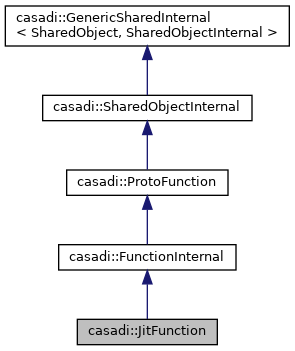 casadi::GenericSharedInternal
< SharedObject, SharedObjectInternal >
casadi::SharedObjectInternal
casadi::ProtoFunction
casadi::FunctionInternal
casadi::JitFunction